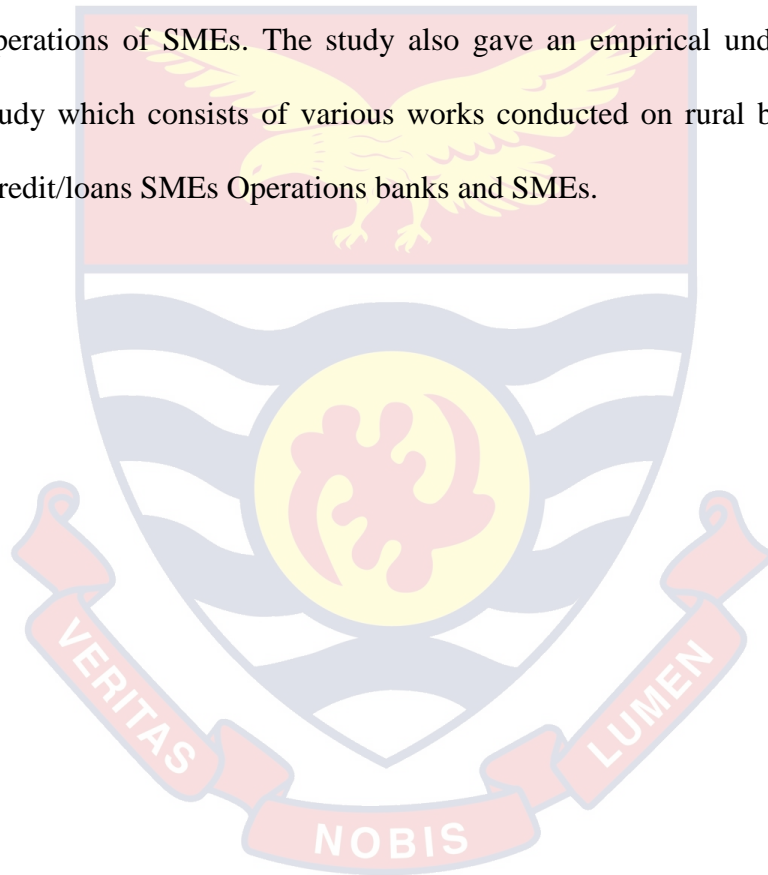 perations of SMEs. The study also gave an empirical und
udy which consists of various works conducted on rural b
redit/loans SMEs Operations banks and SMEs.
VERITAS
NOBIS
LUMEN